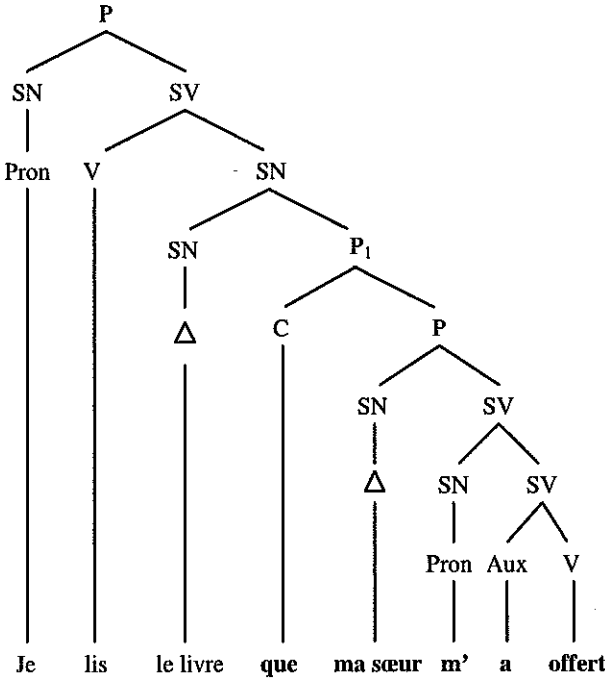 P
SN SV
Pron V SN
SN P₁
Δ C P
SN SV
Δ SN SV
Pron Aux V
Je lis le livre que ma sœur m' a offert